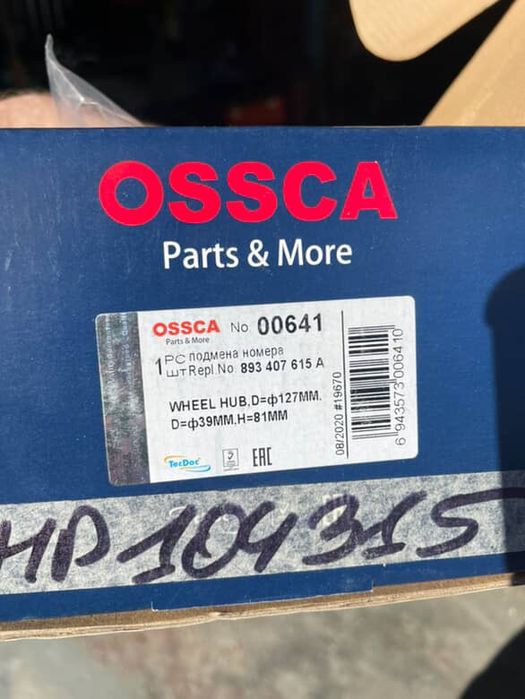 OSSCA
Parts & More
OSSCA No. 00641
Parts & More
1 PC подмена номера
шт Repl.No. 893 407 615 A
WHEEL HUB,D=ф127MM,
D=ф39MM,H=81MM
TecDoc
EAC
08/2020 #19670
6 943573 006410
HP104315